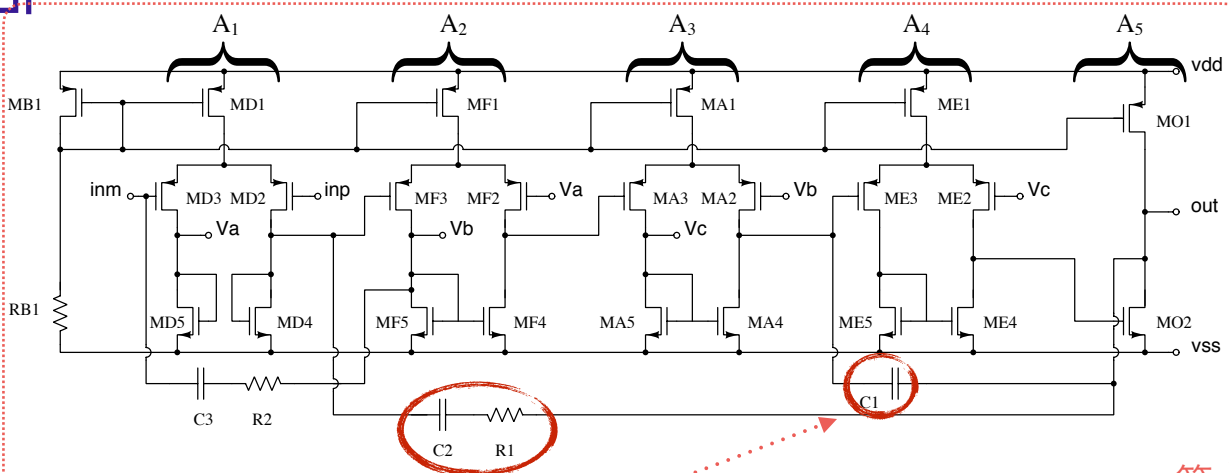 A1 A2 A3 A4 A5
vdd
MB1 MD1 MF1 MA1 ME1 MO1
inm MD3 MD2 inp MF3 MF2 Va MA3 MA2 Vb ME3 ME2 Vc
Va Vb Vc out
RB1 MD5 MD4 MF5 MF4 MA5 MA4 ME5 ME4 MO2
vss
C3 R2 C2 R1 C1